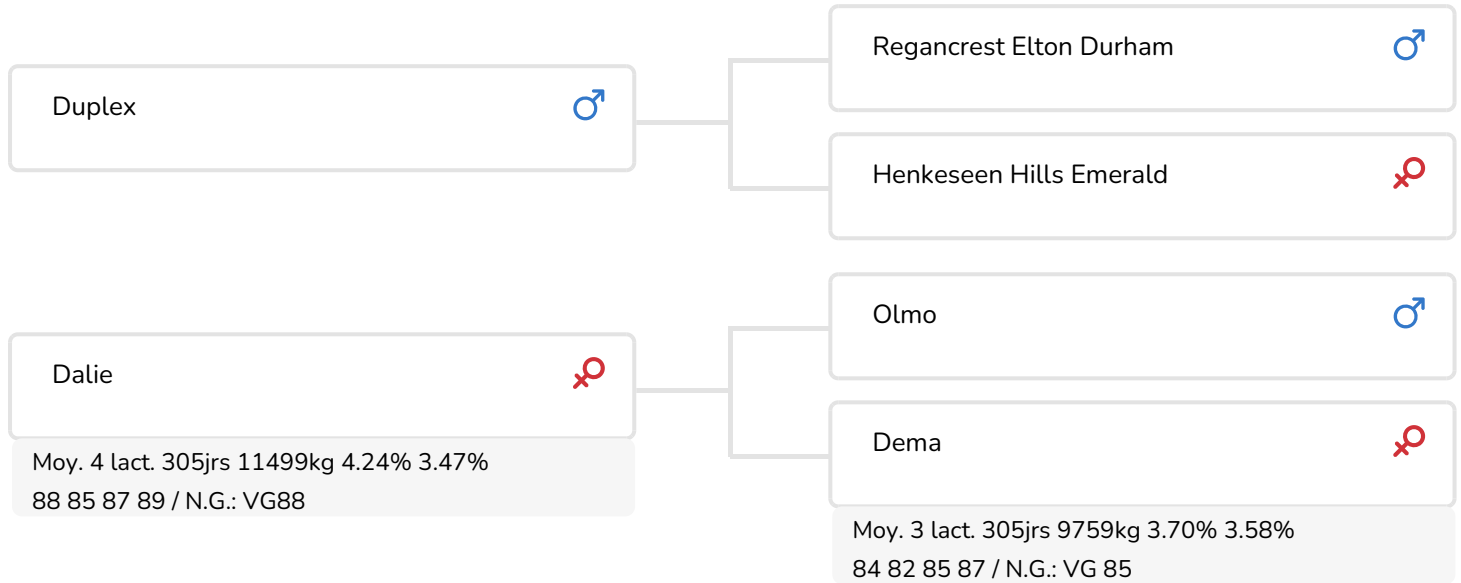 Duplex
Regancrest Elton Durham
Henkeseen Hills Emerald
Dalie
Moy. 4 lact. 305jrs 11499kg 4.24% 3.47%
88 85 87 89 / N.G.: VG88
Olmo
Dema
Moy. 3 lact. 305jrs 9759kg 3.70% 3.58%
84 82 85 87 / N.G.: VG 85